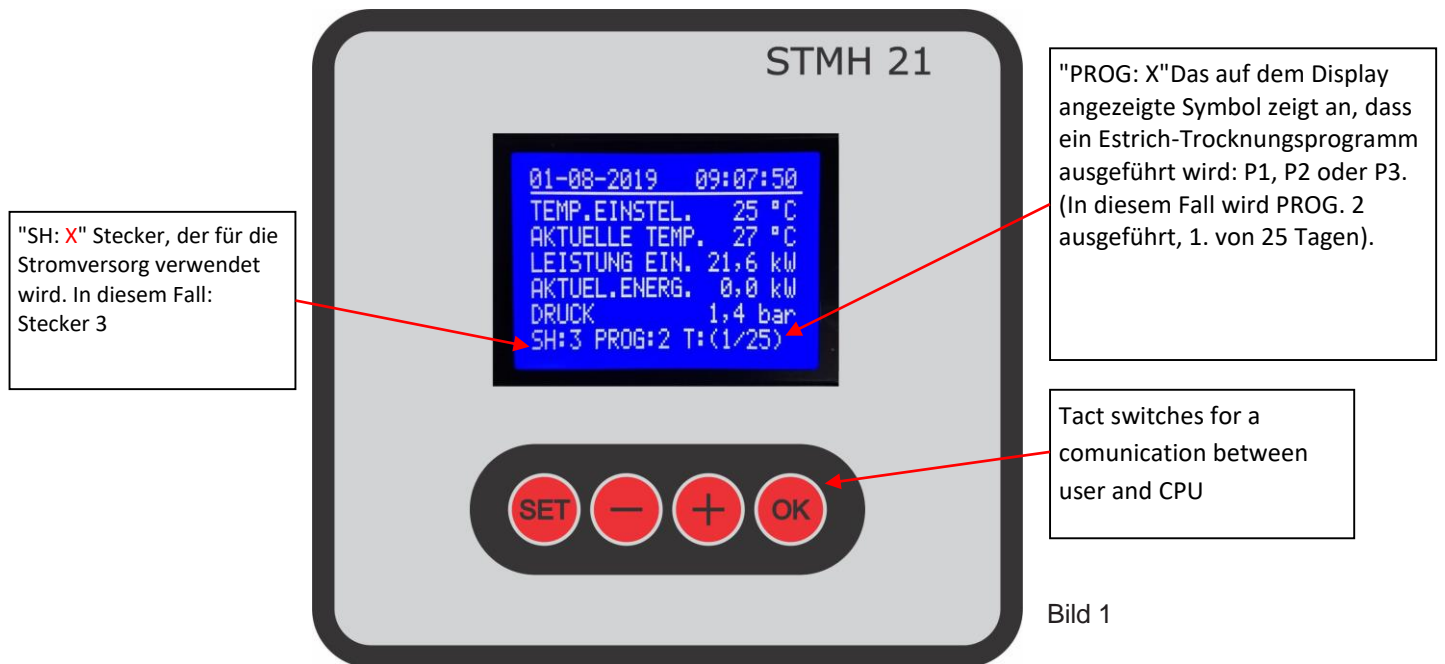 STMH 21
"PROG: X"Das auf dem Display
angezeigte Symbol zeigt an, dass
ein Estrich-Trocknungsprogramm
ausgeführt wird: P1, P2 oder P3.
(In diesem Fall wird PROG. 2
ausgeführt, 1. von 25 Tagen).
01-08-2019 09:07:50
TEMP.EINSTEL. 25 °C
AKTUELLE TEMP. 27 °C
LEISTUNG EIN. 21,6 kW
AKTUEL.ENERG. 0,0 kW
DRUCK 1,4 bar
SH:3 PROG:2 T:(1/25)
"SH: X" Stecker, der für die
Stromversorg verwendet
wird. In diesem Fall:
Stecker 3
Tact switches for a
comunication between
user and CPU
SET − + OK
Bild 1